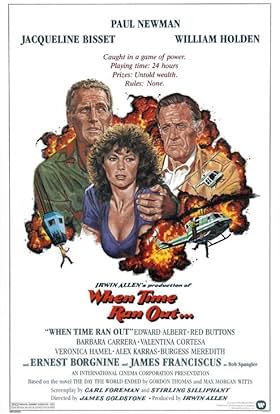 PAUL NEWMAN
JACQUELINE BISSET WILLIAM HOLDEN
Caught in a game of power.
Playing time: 24 hours
Prizes: Untold wealth.
Rules: None.
IRWIN ALLEN's production of
When Time
Ran Out...
"WHEN TIME RAN OUT" EDWARD ALBERT · RED BUTTONS
BARBARA CARRERA · VALENTINA CORTESA
VERONICA HAMEL · ALEX KARRAS · BURGESS MEREDITH
and ERNEST BORGNINE and JAMES FRANCISCUS as Bob Spangler
AN INTERNATIONAL CINEMA CORPORATION PRESENTATION
Based on the novel THE DAY THE WORLD ENDED by GORDON THOMAS and MAX MORGAN WITTS
Screenplay by CARL FOREMAN and STIRLING SILLIPHANT
Directed by JAMES GOLDSTONE · Produced by IRWIN ALLEN